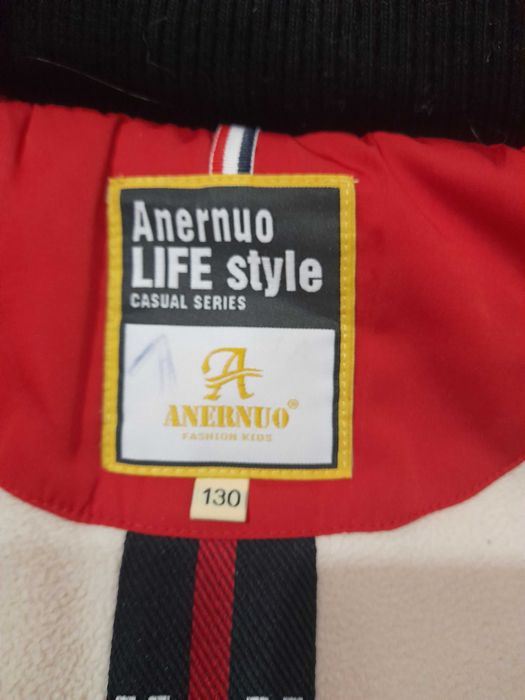 Anernuo
LIFE style
CASUAL SERIES
A
ANERNUO®
FASHION KIDS
130